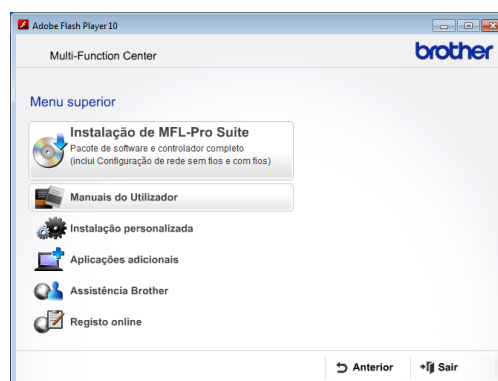 Adobe Flash Player 10
Multi-Function Center
brother
Menu superior
Instalação de MFL-Pro Suite
Pacote de software e controlador completo
(inclui Configuração de rede sem fios e com fios)
Manuais do Utilizador
Instalação personalizada
Aplicações adicionais
Assistência Brother
Registo online
Anterior
Sair